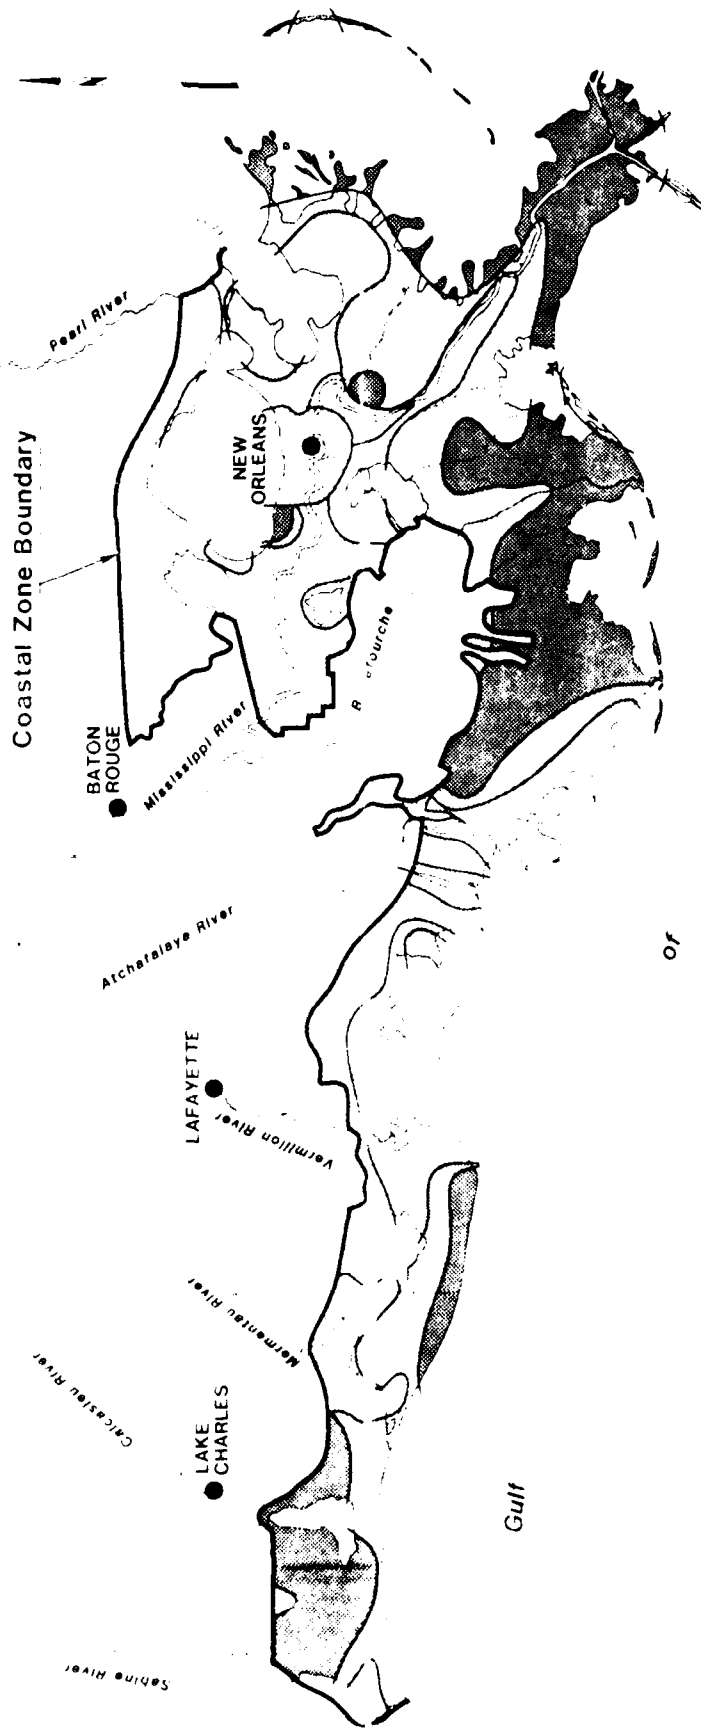 Coastal Zone Boundary
Pearl River
NEW
ORLEANS
BATON
ROUGE
Mississippi River
Atchafalaya River
LAFAYETTE
Vermilion River
Mermentau River
Calcasieu River
LAKE
CHARLES
Sabine River
Gulf
of